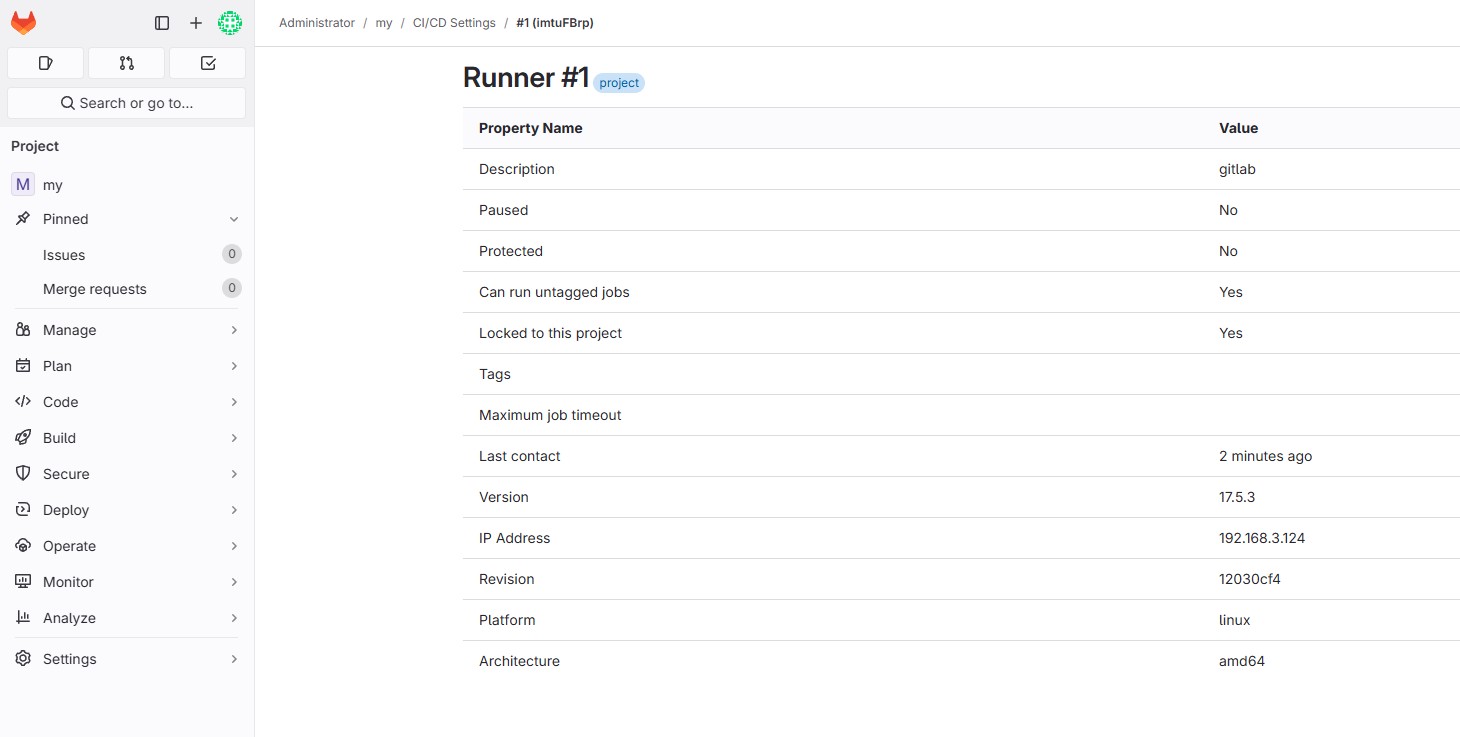 Administrator / my / CI/CD Settings / #1 (imtuFBrp)
Search or go to...
Project
M my
Pinned
Issues 0
Merge requests 0
Manage
Plan
Code
Build
Secure
Deploy
Operate
Monitor
Analyze
Settings
Runner #1 project
Property Name Value
Description gitlab
Paused No
Protected No
Can run untagged jobs Yes
Locked to this project Yes
Tags
Maximum job timeout
Last contact 2 minutes ago
Version 17.5.3
IP Address 192.168.3.124
Revision 12030cf4
Platform linux
Architecture amd64